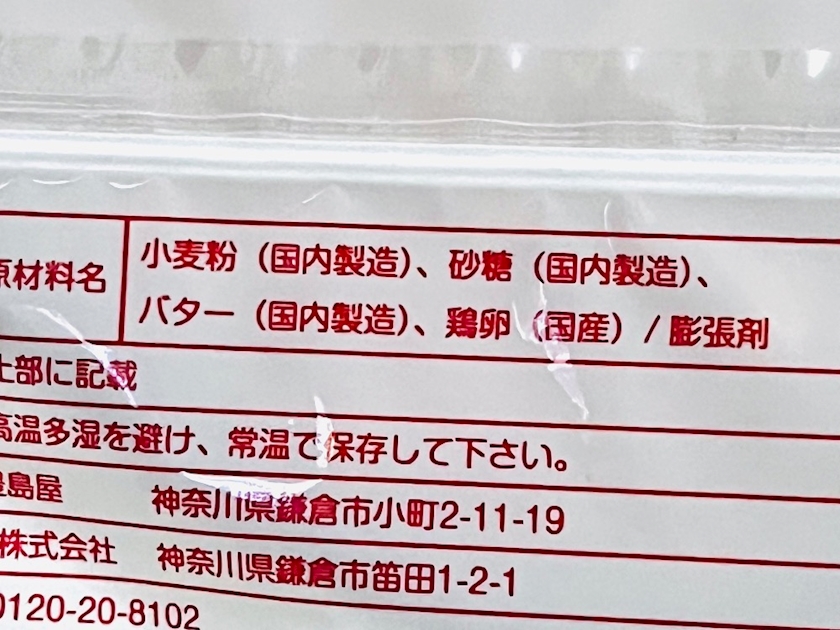 原材料名 小麦粉（国内製造）、砂糖（国内製造）、
バター（国内製造）、鶏卵（国産）/ 膨張剤
上部に記載
高温多湿を避け、常温で保存して下さい。
島屋 神奈川県鎌倉市小町2-11-19
株式会社 神奈川県鎌倉市笛田1-2-1
0120-20-8102